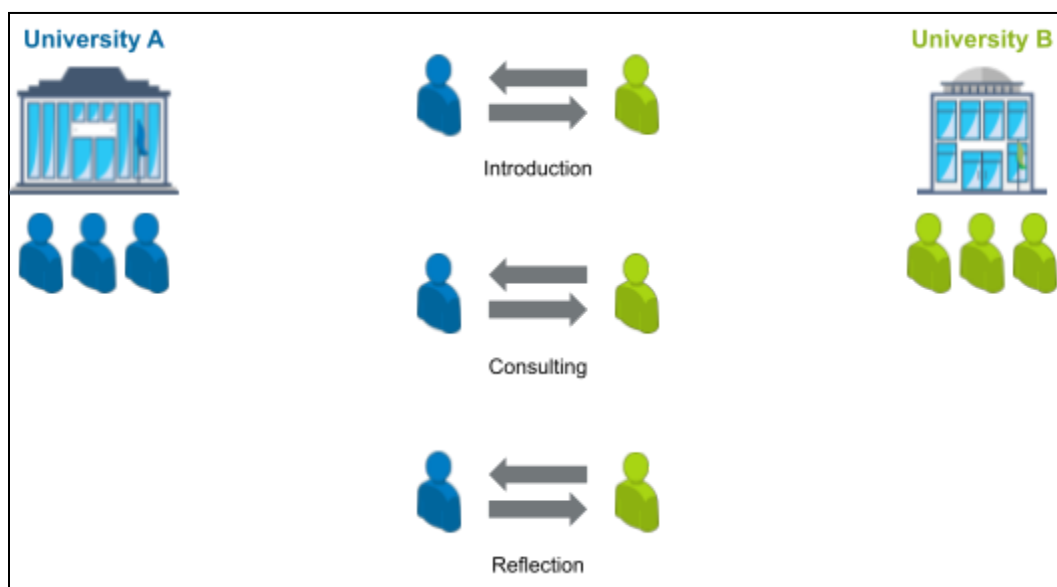 University A
University B
Introduction
Consulting
Reflection